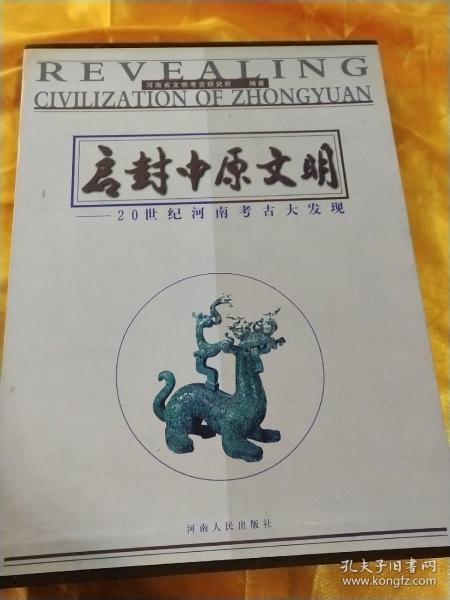 REVEALING
河南省文物考古研究所 编著
CIVILIZATION OF ZHONGYUAN
启封中原文明
——20世纪河南考古大发现
河南人民出版社
孔夫子旧书网
www.kongfz.com